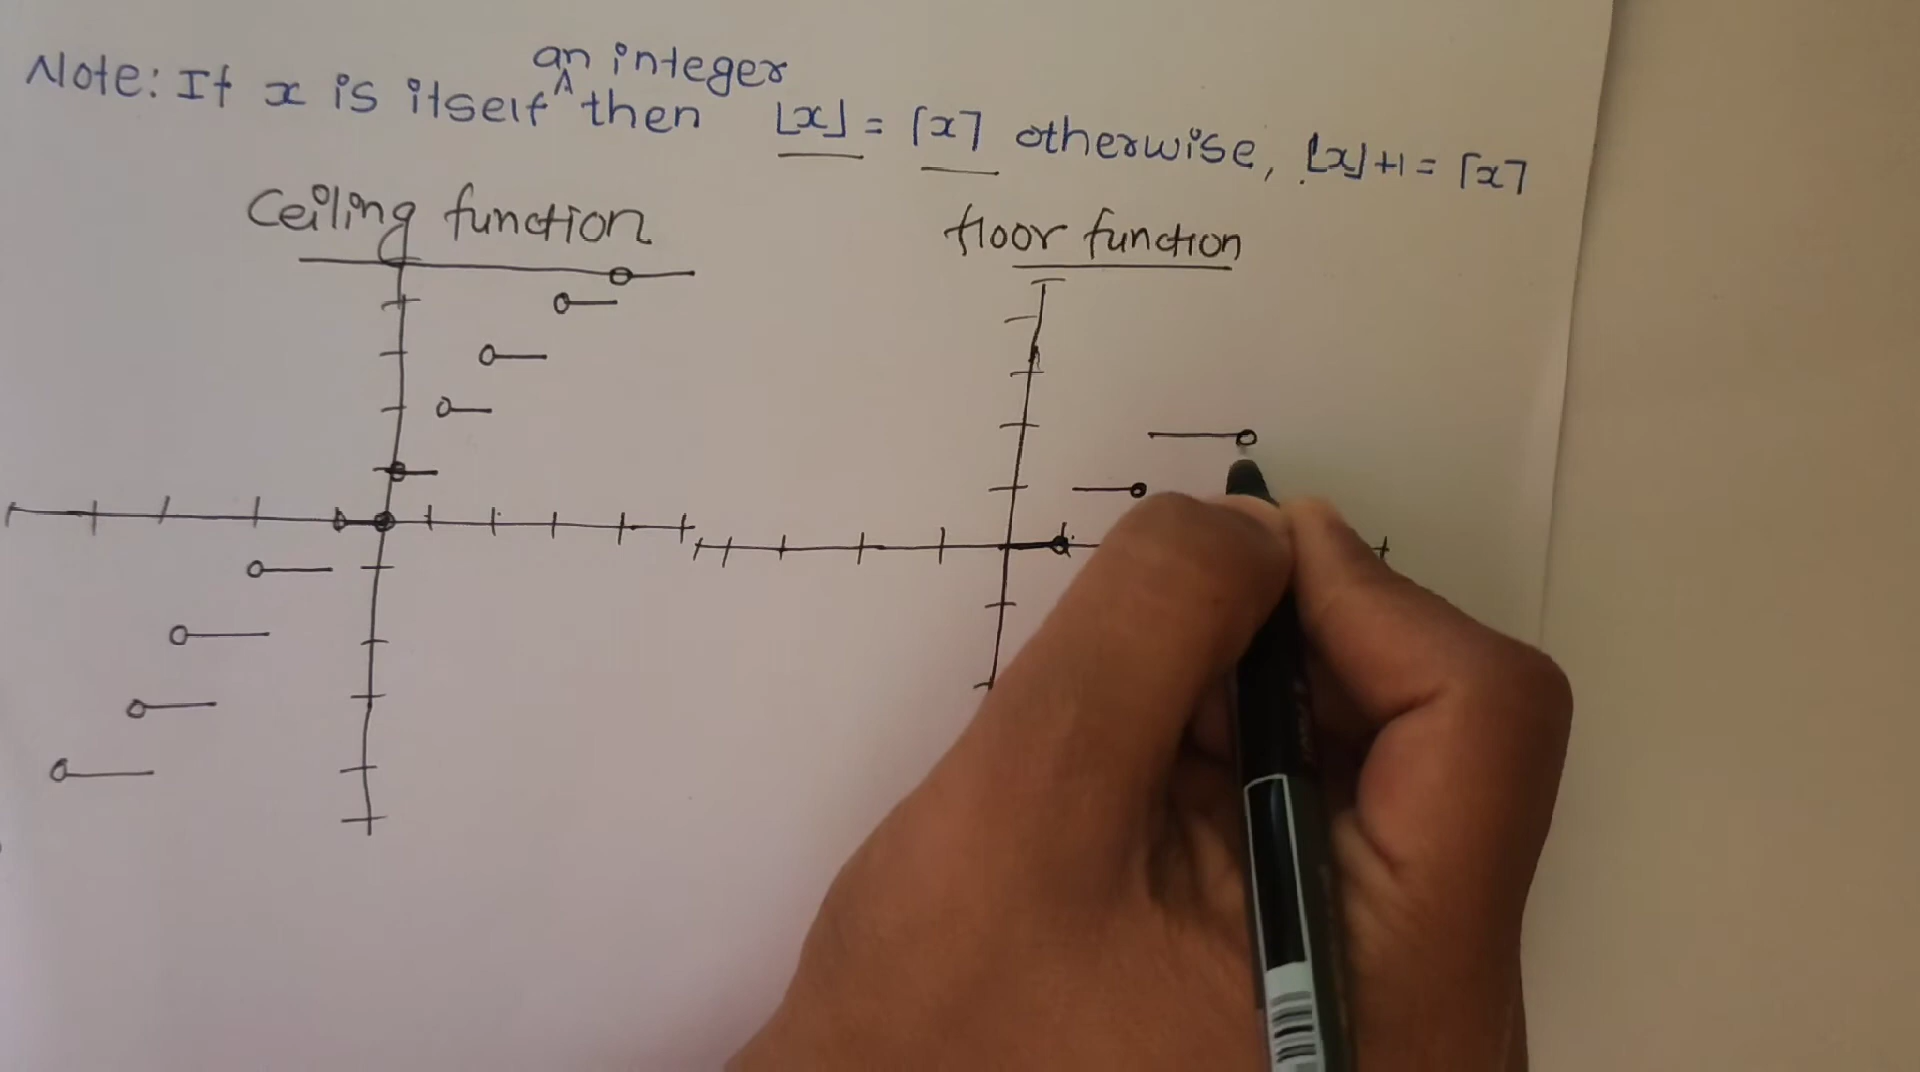 an integer
Note: If x is itself ^ then ⌊x⌋ = ⌈x⌉ otherwise, ⌊x⌋+1 = ⌈x⌉
Ceiling function
floor function